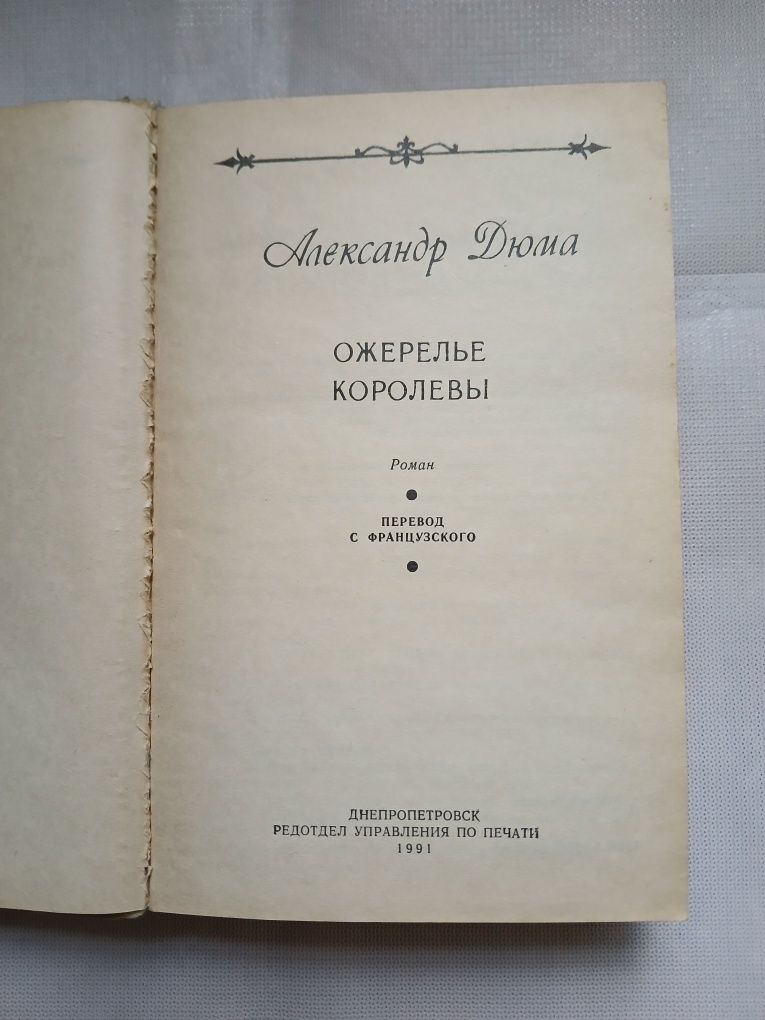 Александр Дюма
ОЖЕРЕЛЬЕ
КОРОЛЕВЫ
Роман
ПЕРЕВОД
С ФРАНЦУЗСКОГО
ДНЕПРОПЕТРОВСК
РЕДОТДЕЛ УПРАВЛЕНИЯ ПО ПЕЧАТИ
1991